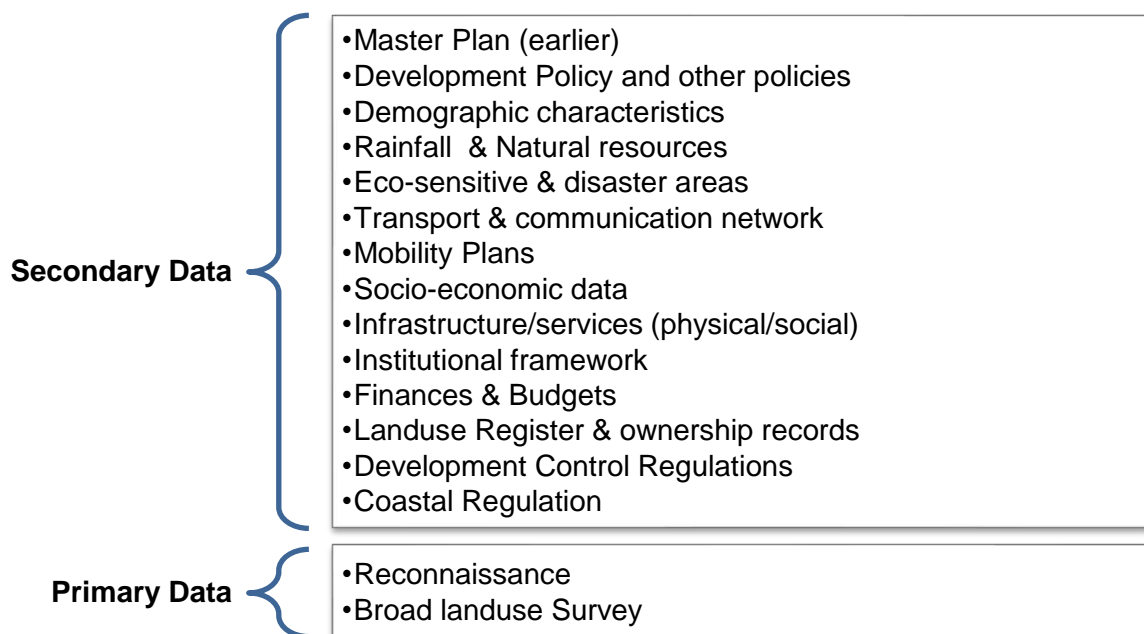 Secondary Data
•Master Plan (earlier)
•Development Policy and other policies
•Demographic characteristics
•Rainfall  & Natural resources
•Eco-sensitive & disaster areas
•Transport & communication network
•Mobility Plans
•Socio-economic data
•Infrastructure/services (physical/social)
•Institutional framework
•Finances & Budgets
•Landuse Register & ownership records
•Development Control Regulations
•Coastal Regulation
Primary Data
•Reconnaissance
•Broad landuse Survey